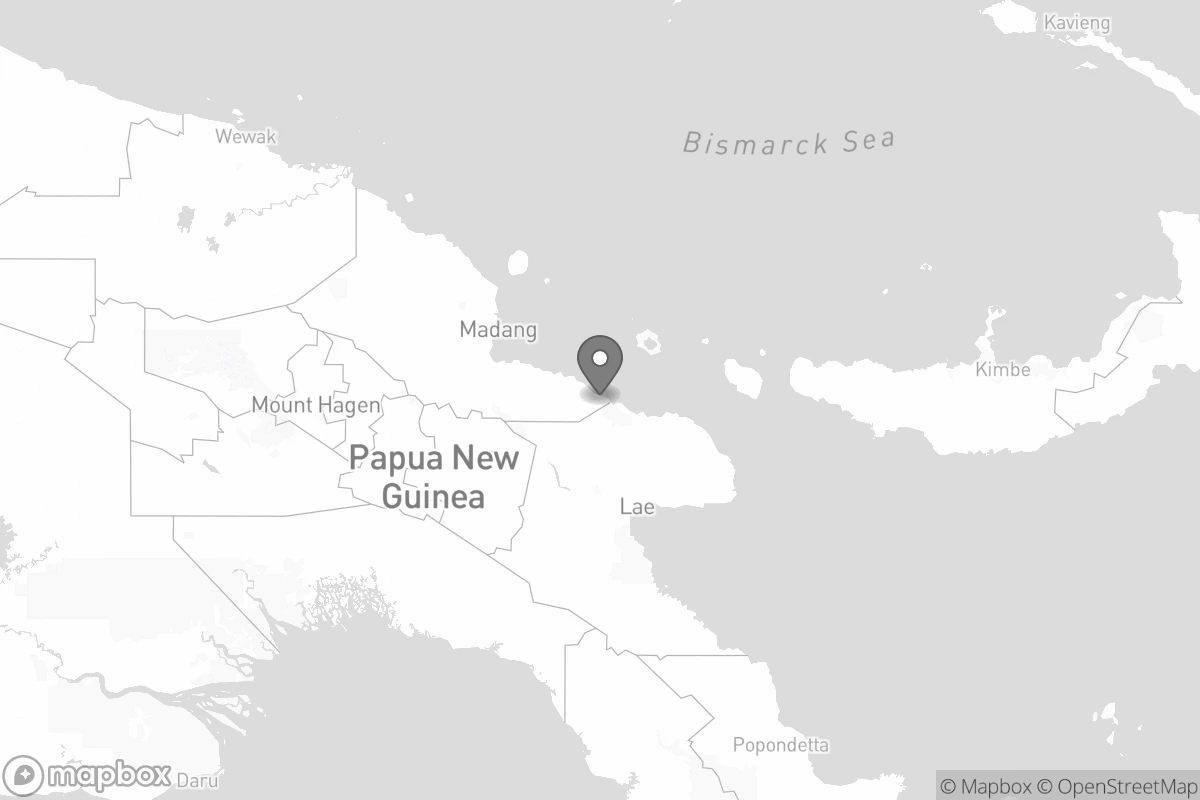 Kavieng
Wewak
Bismarck Sea
Madang
Kimbe
Mount Hagen
Papua New
Guinea
Lae
Popondetta
mapbox
Daru
© Mapbox © OpenStreetMap